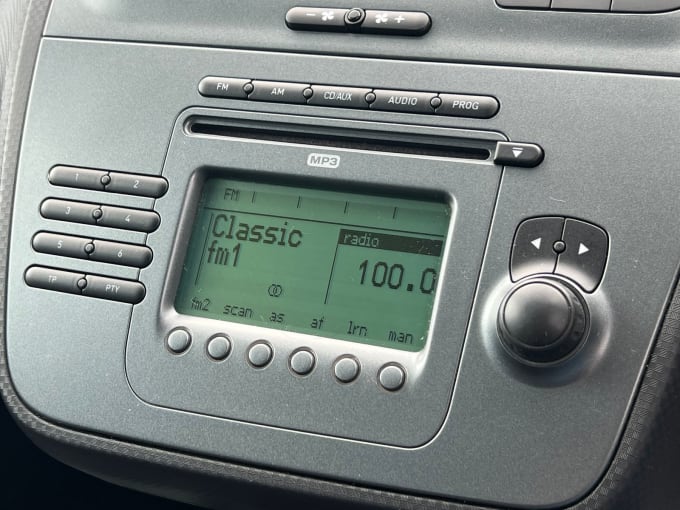 - +
FM AM CD/AUX AUDIO PROG
MP3
1 2
3 4
5 6
TP PTY
FM
Classic
fm1
radio
100.0
fm2 scan as af lrn man